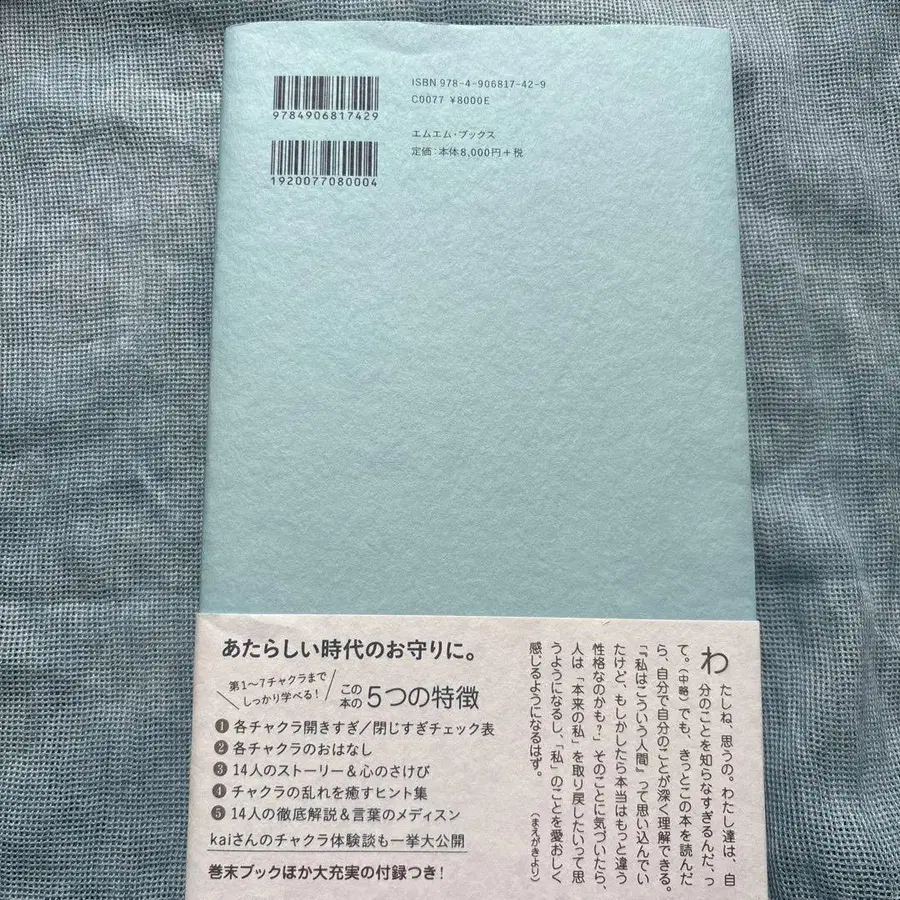 ISBN 978-4-906817-42-9
C0077 ¥8000E
9784906817429
エムエム・ブックス
定価：本体8,000円＋税
1920077080004
あたらしい時代のお守りに。
第1〜7チャクラまで
しっかり学べる！
この本の5つの特徴
❶各チャクラ開きすぎ／閉じすぎチェック表
❷各チャクラのおはなし
❸14人のストーリー＆心のさけび
❹チャクラの乱れを癒すヒント集
❺14人の徹底解説＆言葉のメディスン
kaiさんのチャクラ体験談も一挙大公開
巻末ブックほか大充実の付録つき！
わたしね、思うの。わたし達は、自
分のことを知らなすぎるんだ、っ
て。（中略）でも、きっとこの本を読んだ
ら、自分で自分のことが深く理解できる。
『私はこういう人間』って思い込んでい
たけど、もしかしたら本当はもっと違う
性格なのかも？」そのことに気づいたら、
人は「本来の私」を取り戻したいって思
うようになるし、「私」のことを愛おしく
感じるようになるはず。
（まえがきより）